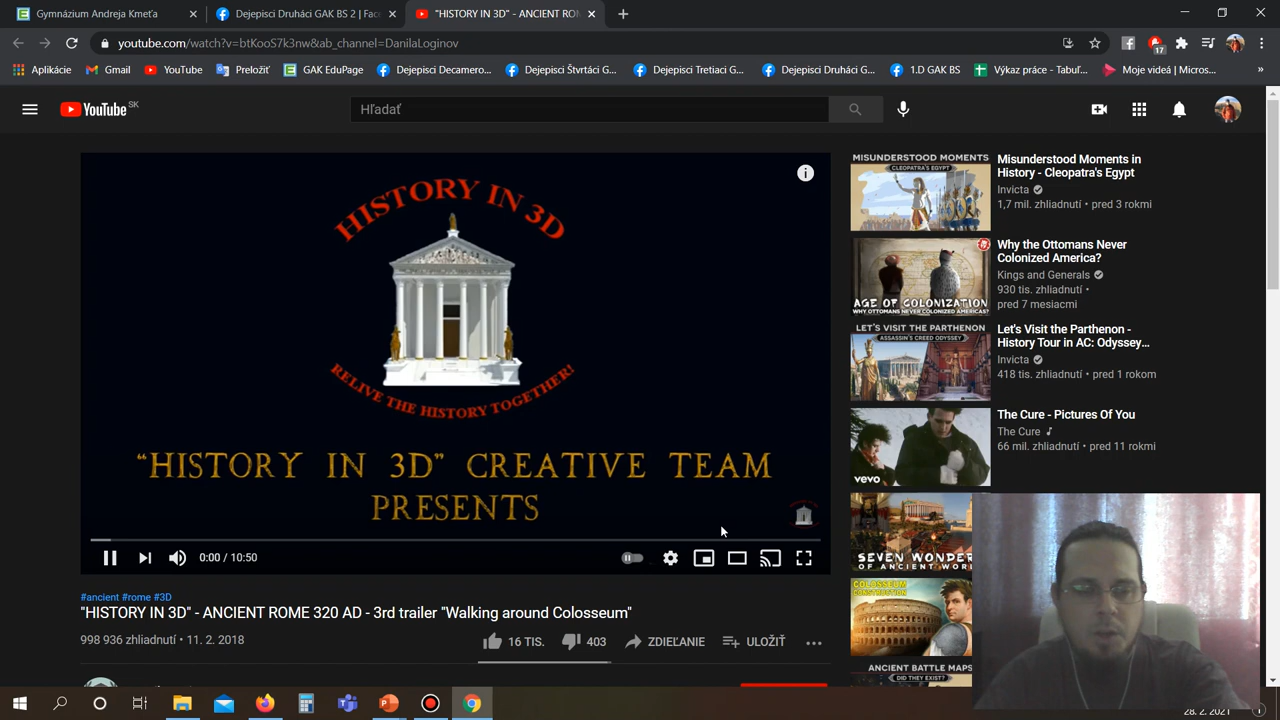 Gymnázium Andreja Kmeťa
Dejepisci Druháci GAK BS 2 | Fac
"HISTORY IN 3D" - ANCIENT ROM
youtube.com/watch?v=btKooS7k3nw&ab_channel=DanilaLoginov
17
Aplikácie
Gmail
YouTube
Preložiť
GAK EduPage
Dejepisci Dozamero...
Dejepisci Štvrtáci G...
Dejepisci Tretiaci G...
Dejepisci Druháci G...
1.D GAK BS
Výkaz práce - Tabuľ...
Moje videá | Micros...
»
YouTube SK
Hľadať
HISTORY IN 3D
RELIVE THE HISTORY TOGETHER!
"HISTORY IN 3D" CREATIVE TEAM
PRESENTS
0:00 / 10:50
#ancient #rome #3D
"HISTORY IN 3D" - ANCIENT ROME 320 AD - 3rd trailer "Walking around Colosseum"
998 936 zhliadnutí • 11. 2. 2018
16 TIS.
403
ZDIEĽANIE
ULOŽIŤ
MISUNDERSTOOD MOMENTS
CLEOPATRA'S EGYPT
Misunderstood Moments in
History - Cleopatra's Egypt
Invicta
1,7 mil. zhliadnutí • pred 3 rokmi
AGE OF COLONIZATION
WHY OTTOMANS NEVER COLONIZED AMERICA?
Why the Ottomans Never
Colonized America?
Kings and Generals
930 tis. zhliadnutí •
pred 7 mesiacmi
LET'S VISIT THE PARTHENON
ASSASSIN'S CREED ODYSSEY
Let's Visit the Parthenon -
History Tour in AC: Odyssey...
Invicta
418 tis. zhliadnutí • pred 1 rokom
vevo
The Cure - Pictures Of You
The Cure
66 mil. zhliadnutí • pred 11 rokmi
SEVEN WONDER
OF ANCIENT WORL
COLOSSEUM
CONSTRUCTION
ANCIENT BATTLE MAPS
DID THEY EXIST?
28. 2. 2021